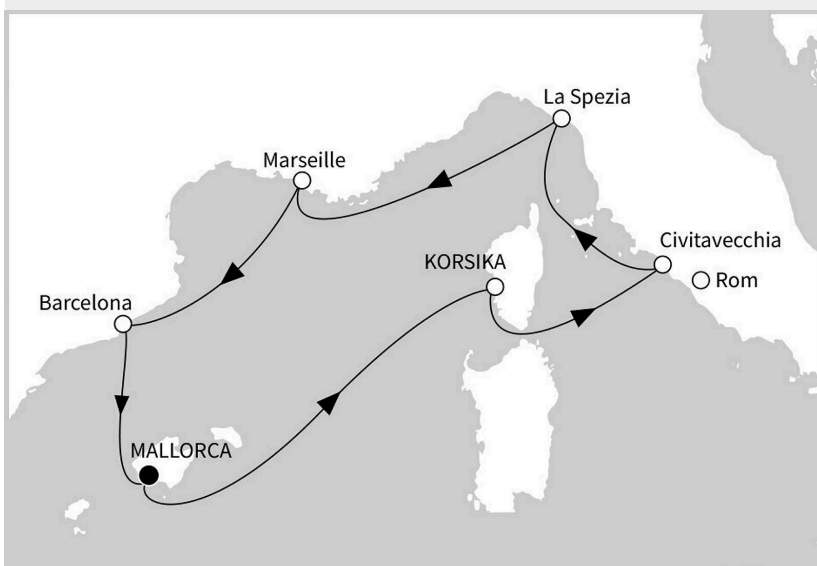 La Spezia
Marseille
Civitavecchia
KORSIKA
Rom
Barcelona
MALLORCA